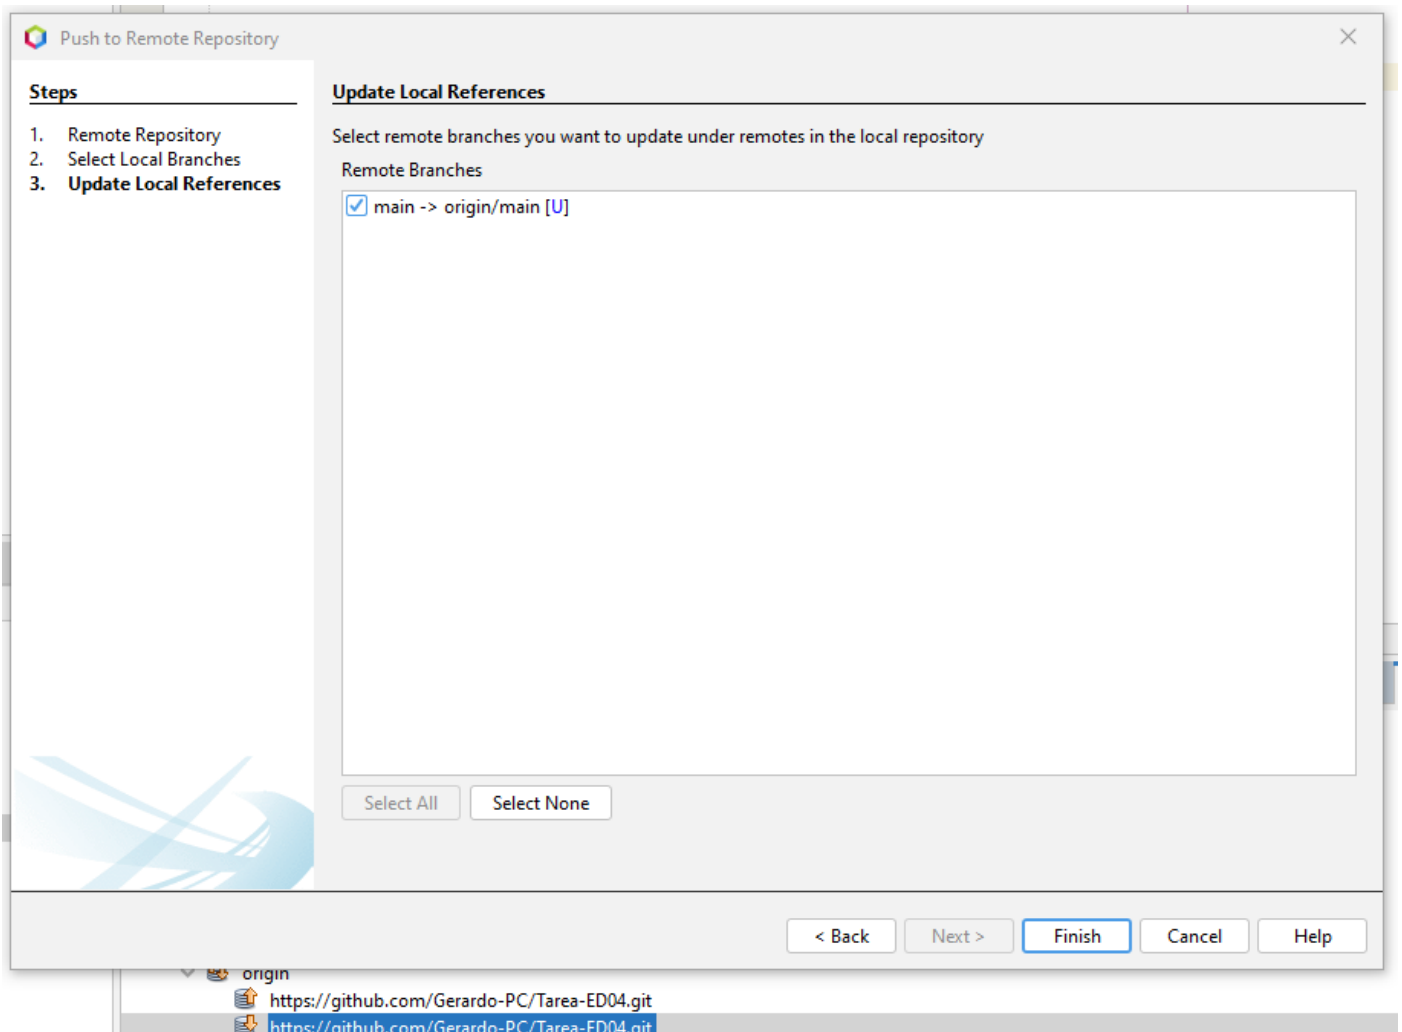 Push to Remote Repository
Steps
1. Remote Repository
2. Select Local Branches
3. Update Local References
Update Local References
Select remote branches you want to update under remotes in the local repository
Remote Branches
main -> origin/main [U]
Select All
Select None
< Back
Next >
Finish
Cancel
Help
origin
https://github.com/Gerardo-PC/Tarea-ED04.git
https://github.com/Gerardo-PC/Tarea-ED04.git